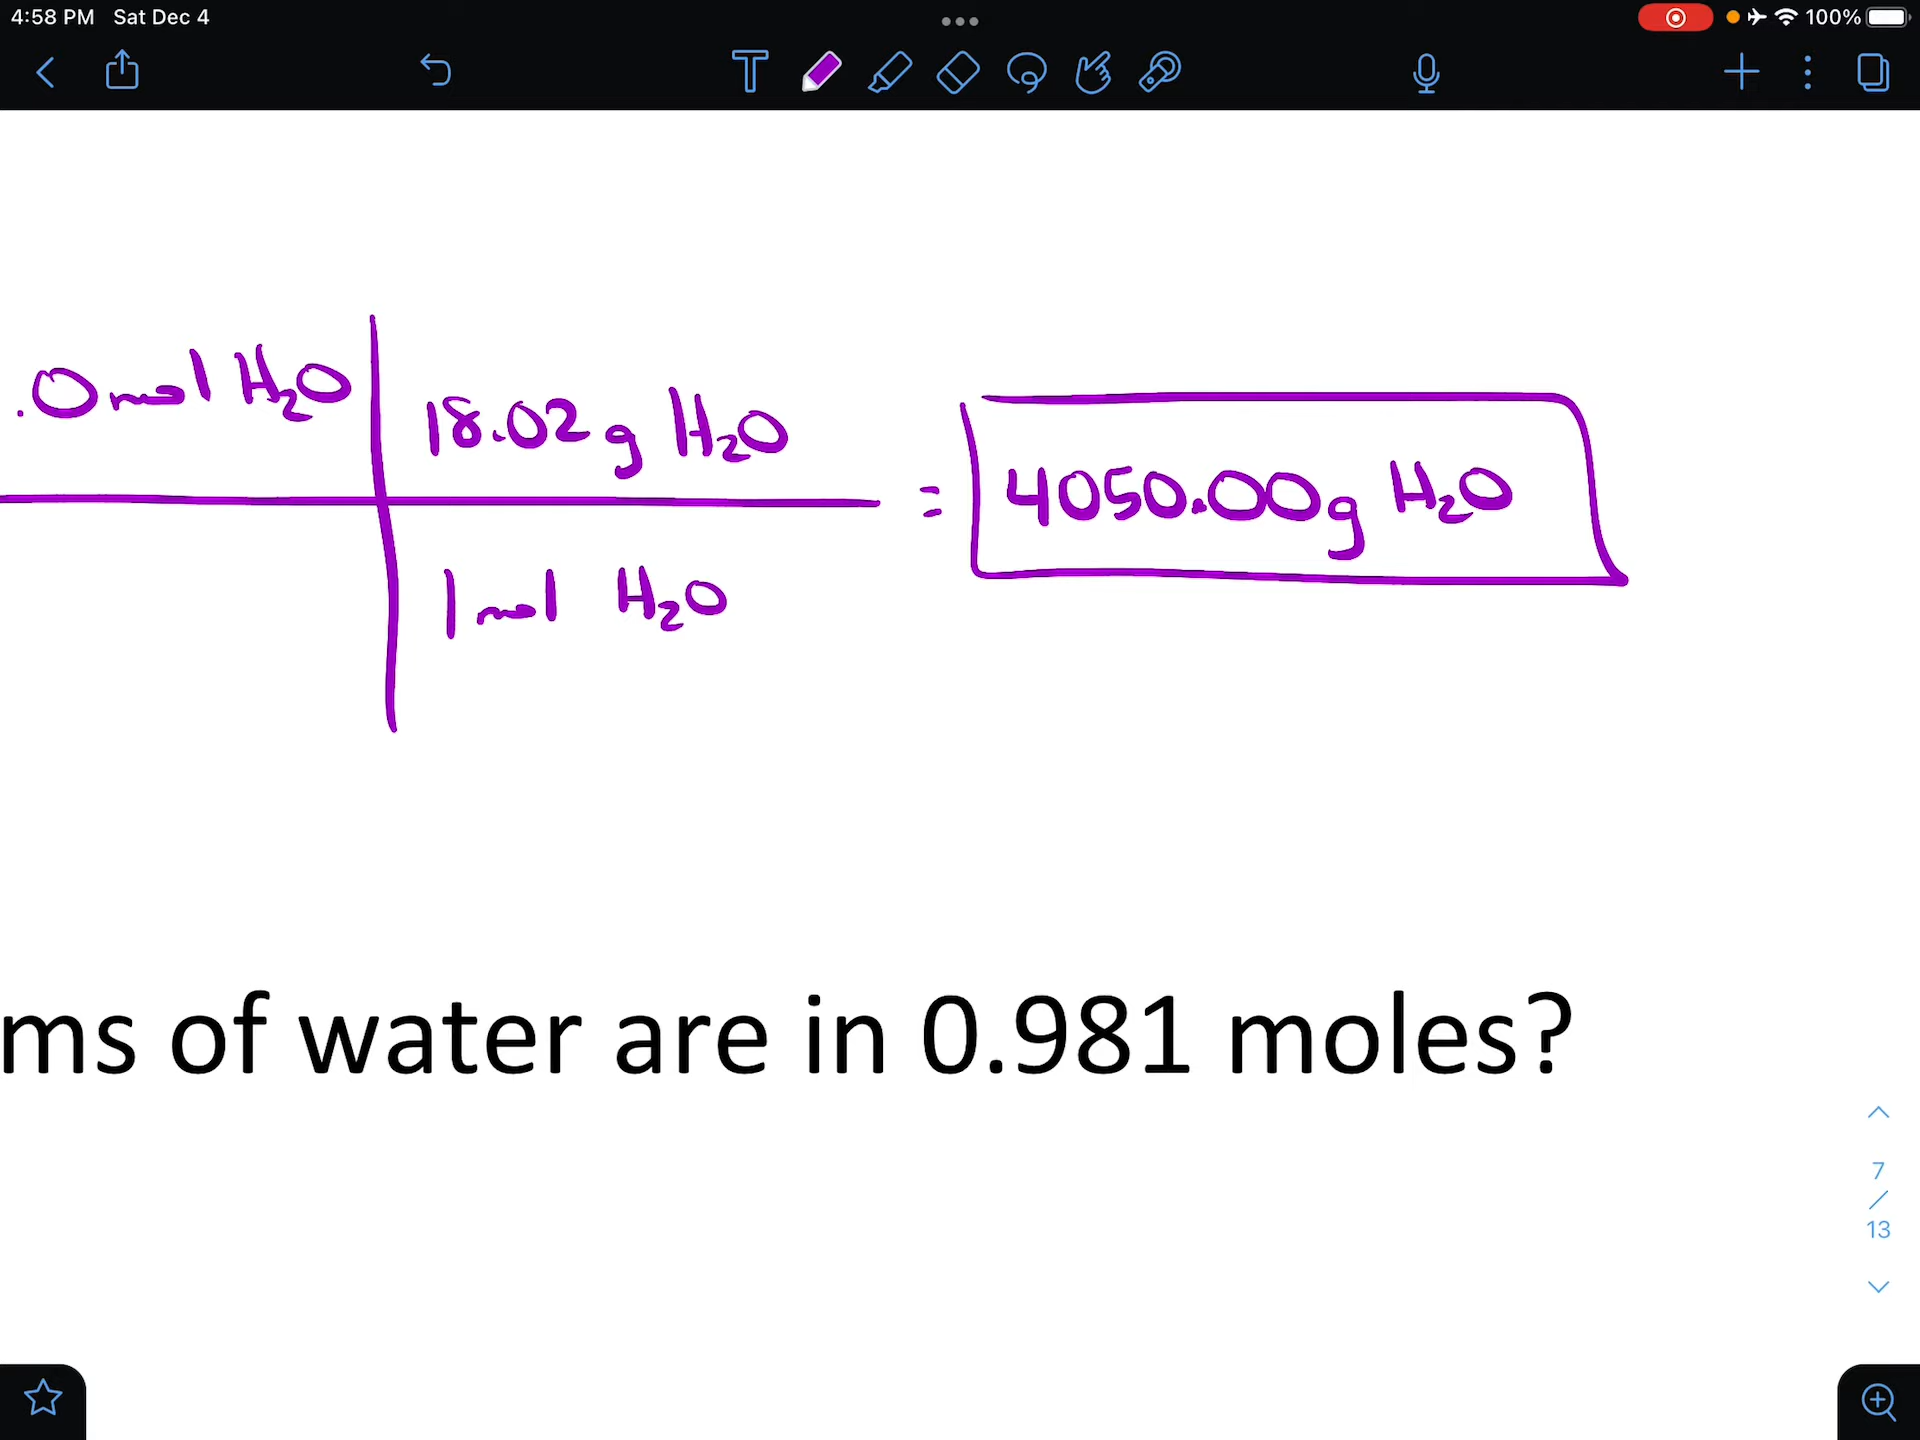 4:58 PM Sat Dec 4
100%
T
.0 mol H₂O
18.02 g H₂O
= 4050.00g H₂O
1 mol H₂O
ms of water are in 0.981 moles?
7
/
13